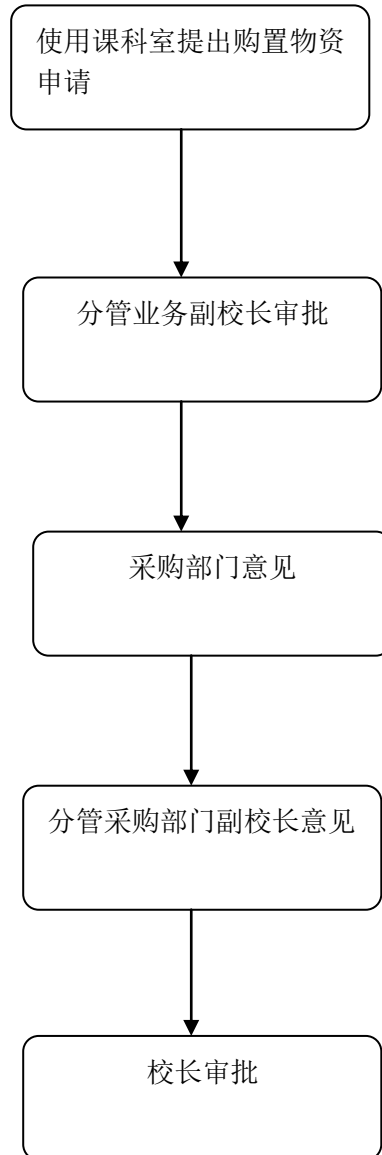 使用课科室提出购置物资
申请
分管业务副校长审批
采购部门意见
分管采购部门副校长意见
校长审批